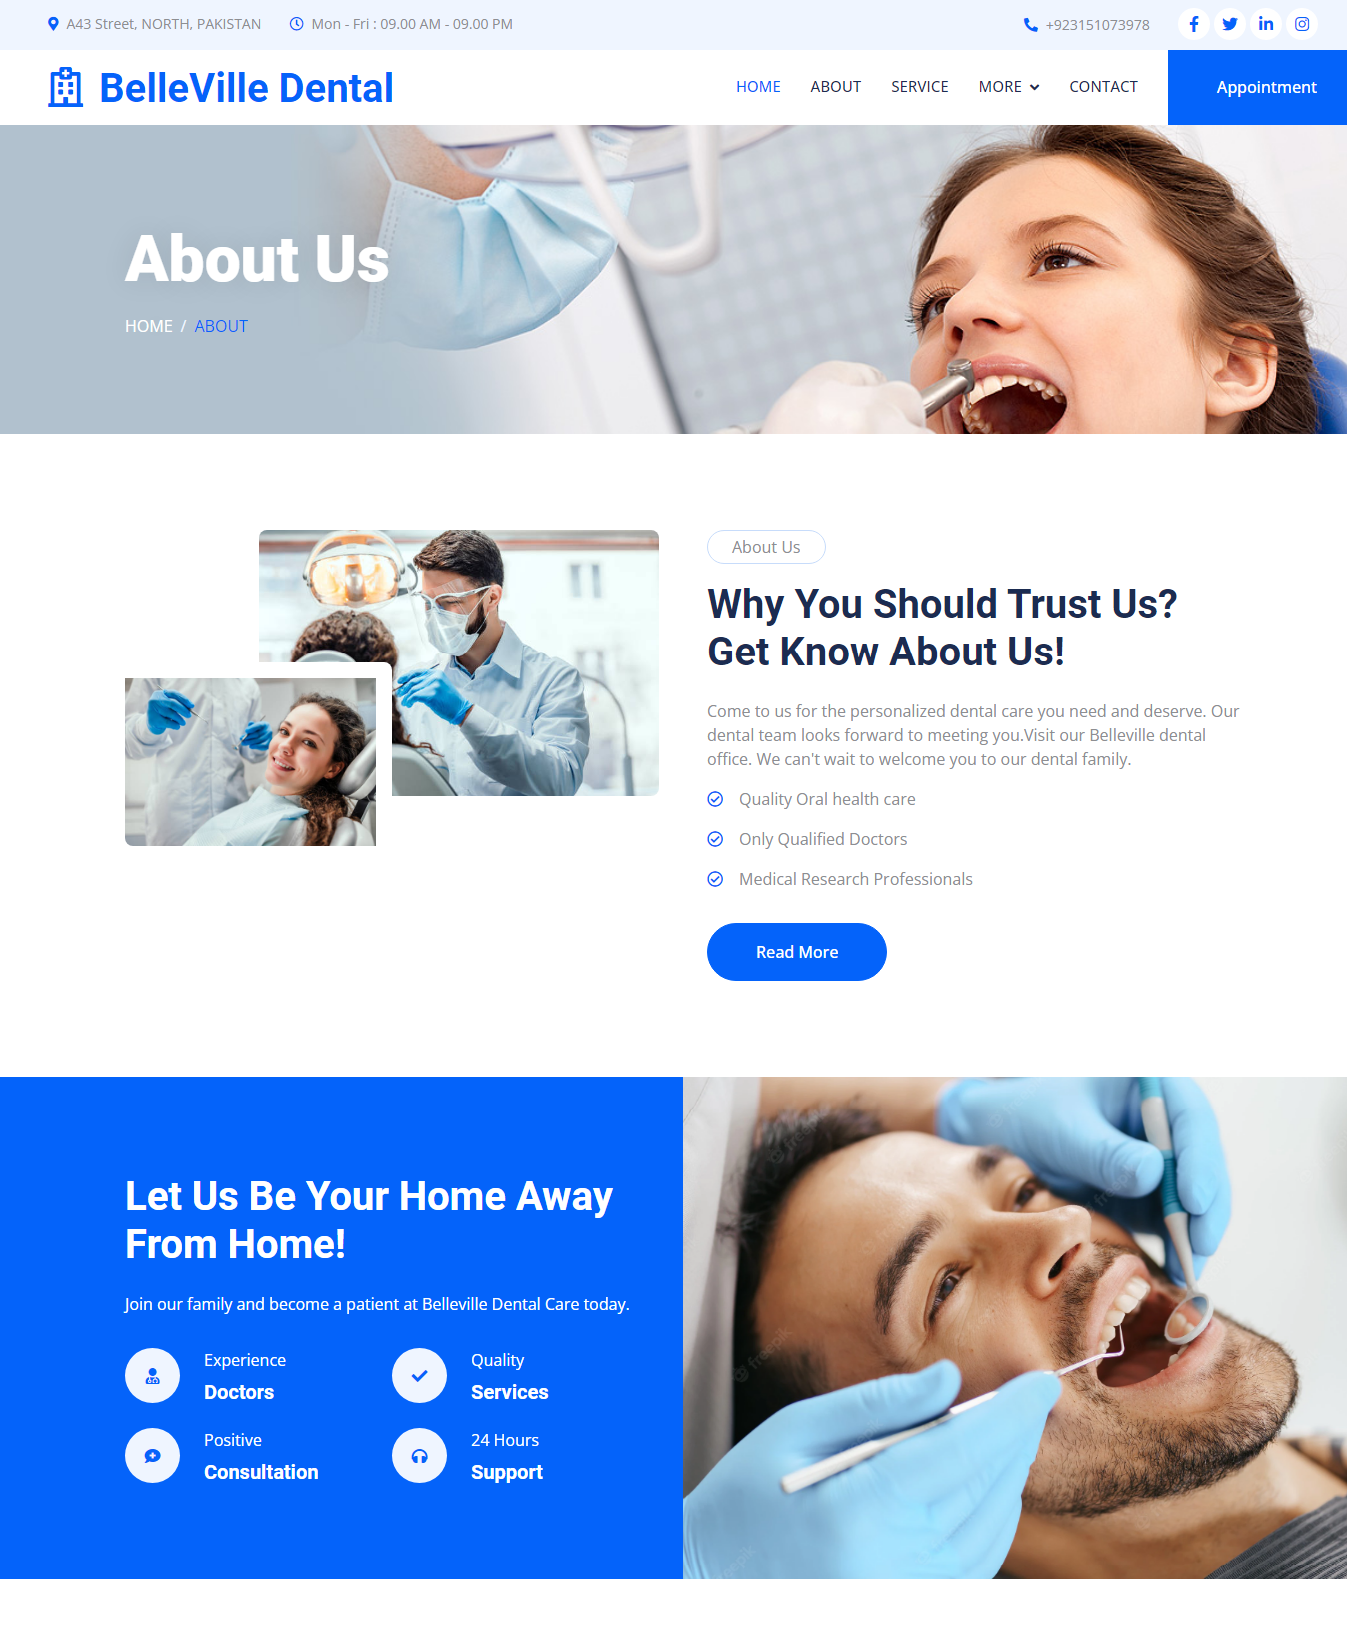 A43 Street, NORTH, PAKISTAN
Mon - Fri : 09.00 AM - 09.00 PM
+923151073978
BelleVille Dental
HOME
ABOUT
SERVICE
MORE
CONTACT
Appointment
About Us
HOME / ABOUT
About Us
Why You Should Trust Us?
Get Know About Us!
Come to us for the personalized dental care you need and deserve. Our
dental team looks forward to meeting you.Visit our Belleville dental
office. We can't wait to welcome you to our dental family.
Quality Oral health care
Only Qualified Doctors
Medical Research Professionals
Read More
Let Us Be Your Home Away
From Home!
Join our family and become a patient at Belleville Dental Care today.
Experience
Doctors
Quality
Services
Positive
Consultation
24 Hours
Support
freepik
freepik
freepik
freepik
freepik